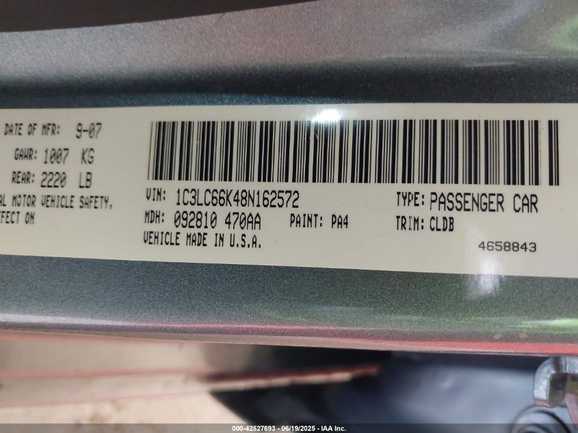 DATE OF MFR: 9-07
GAWR: 1007 KG
REAR: 2220 LB
AL MOTOR VEHICLE SAFETY,
EFFECT ON
VIN: 1C3LC66K48N162572
TYPE: PASSENGER CAR
MDH: 092810 470AA
PAINT: PA4
TRIM: CLDB
VEHICLE MADE IN U.S.A.
4658843
000-42527693 - 06/19/2025 - IAA Inc.